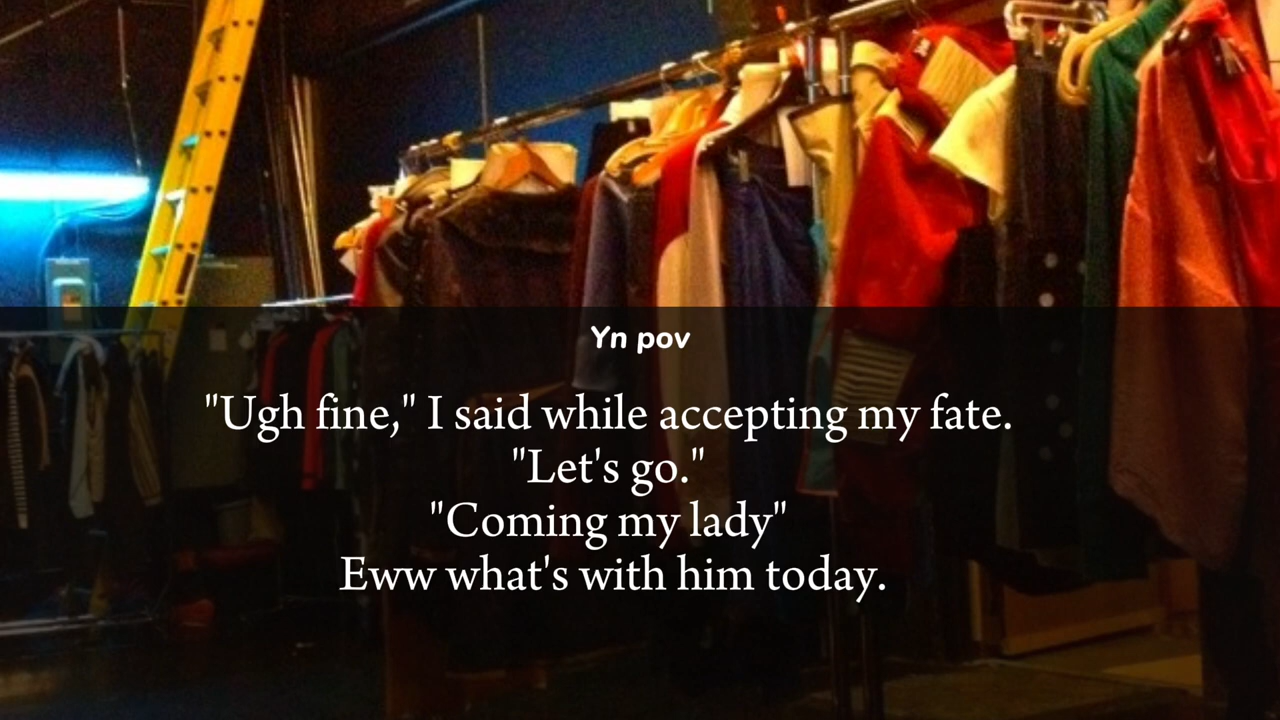 Yn pov
"Ugh fine," I said while accepting my fate.
"Let's go."
"Coming my lady"
Eww what's with him today.